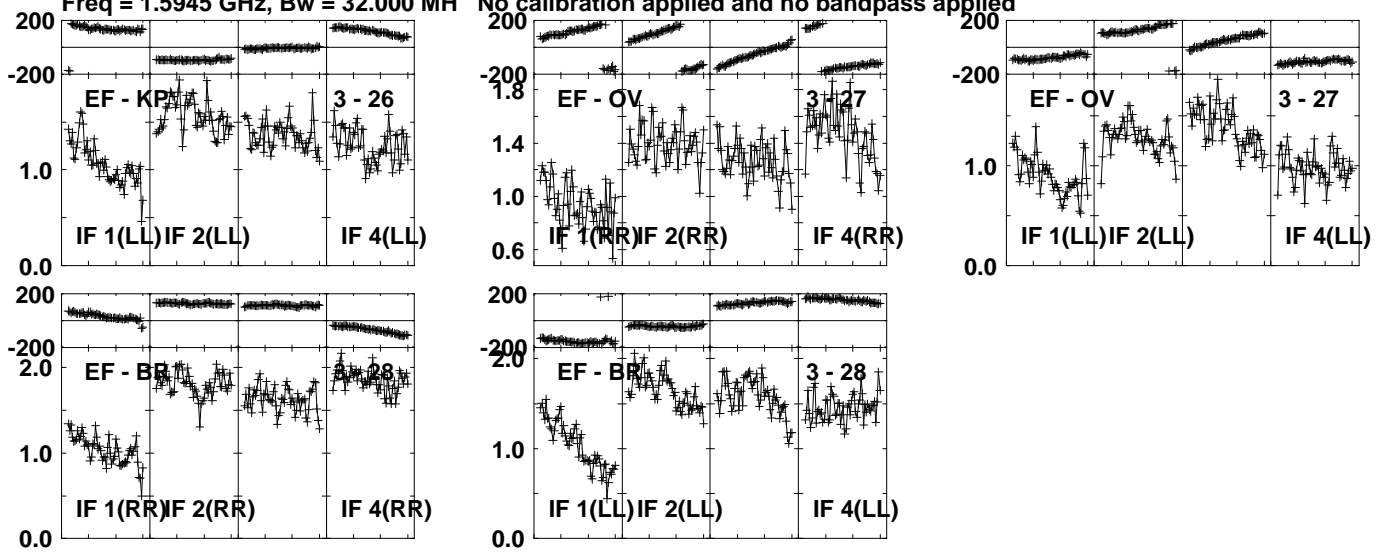 Freq = 1.5945 GHz, Bw = 32.000 MH No calibration applied and no bandpass applied
200
-200
EF - KP
3 - 26
1.0
0.0
IF 1(LL)
IF 2(LL)
IF 4(LL)
200
-200
1.8
1.4
1.0
0.6
EF - OV
3 - 27
IF 1(RR)
IF 2(RR)
IF 4(RR)
200
-200
EF - OV
3 - 27
1.0
0.0
IF 1(LL)
IF 2(LL)
IF 4(LL)
200
-200
2.0
1.0
0.0
EF - BR
3 - 28
IF 1(RR)
IF 2(RR)
IF 4(RR)
200
-200
2.0
1.0
0.0
EF - BR
3 - 28
IF 1(LL)
IF 2(LL)
IF 4(LL)